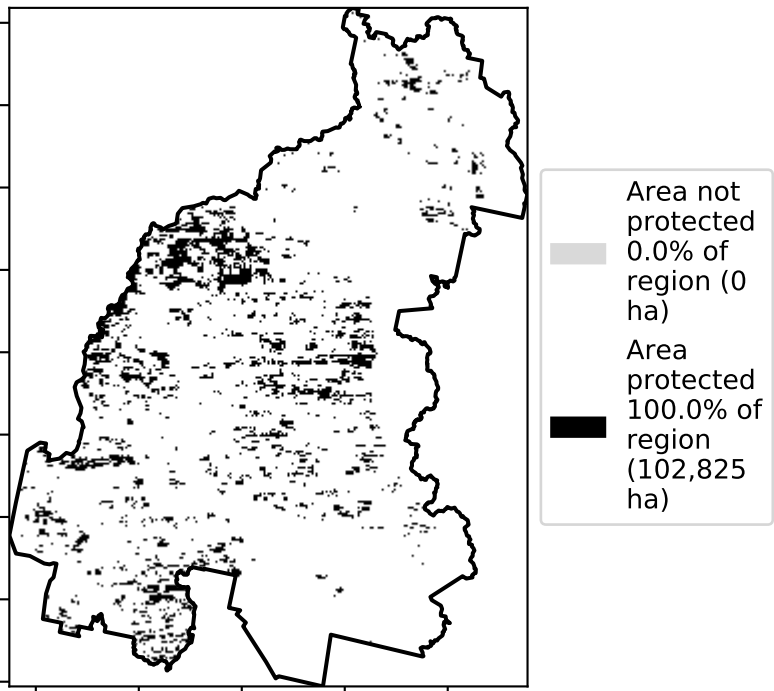 Area not
protected
0.0% of
region (0
ha)
Area
protected
100.0% of
region
(102,825
ha)